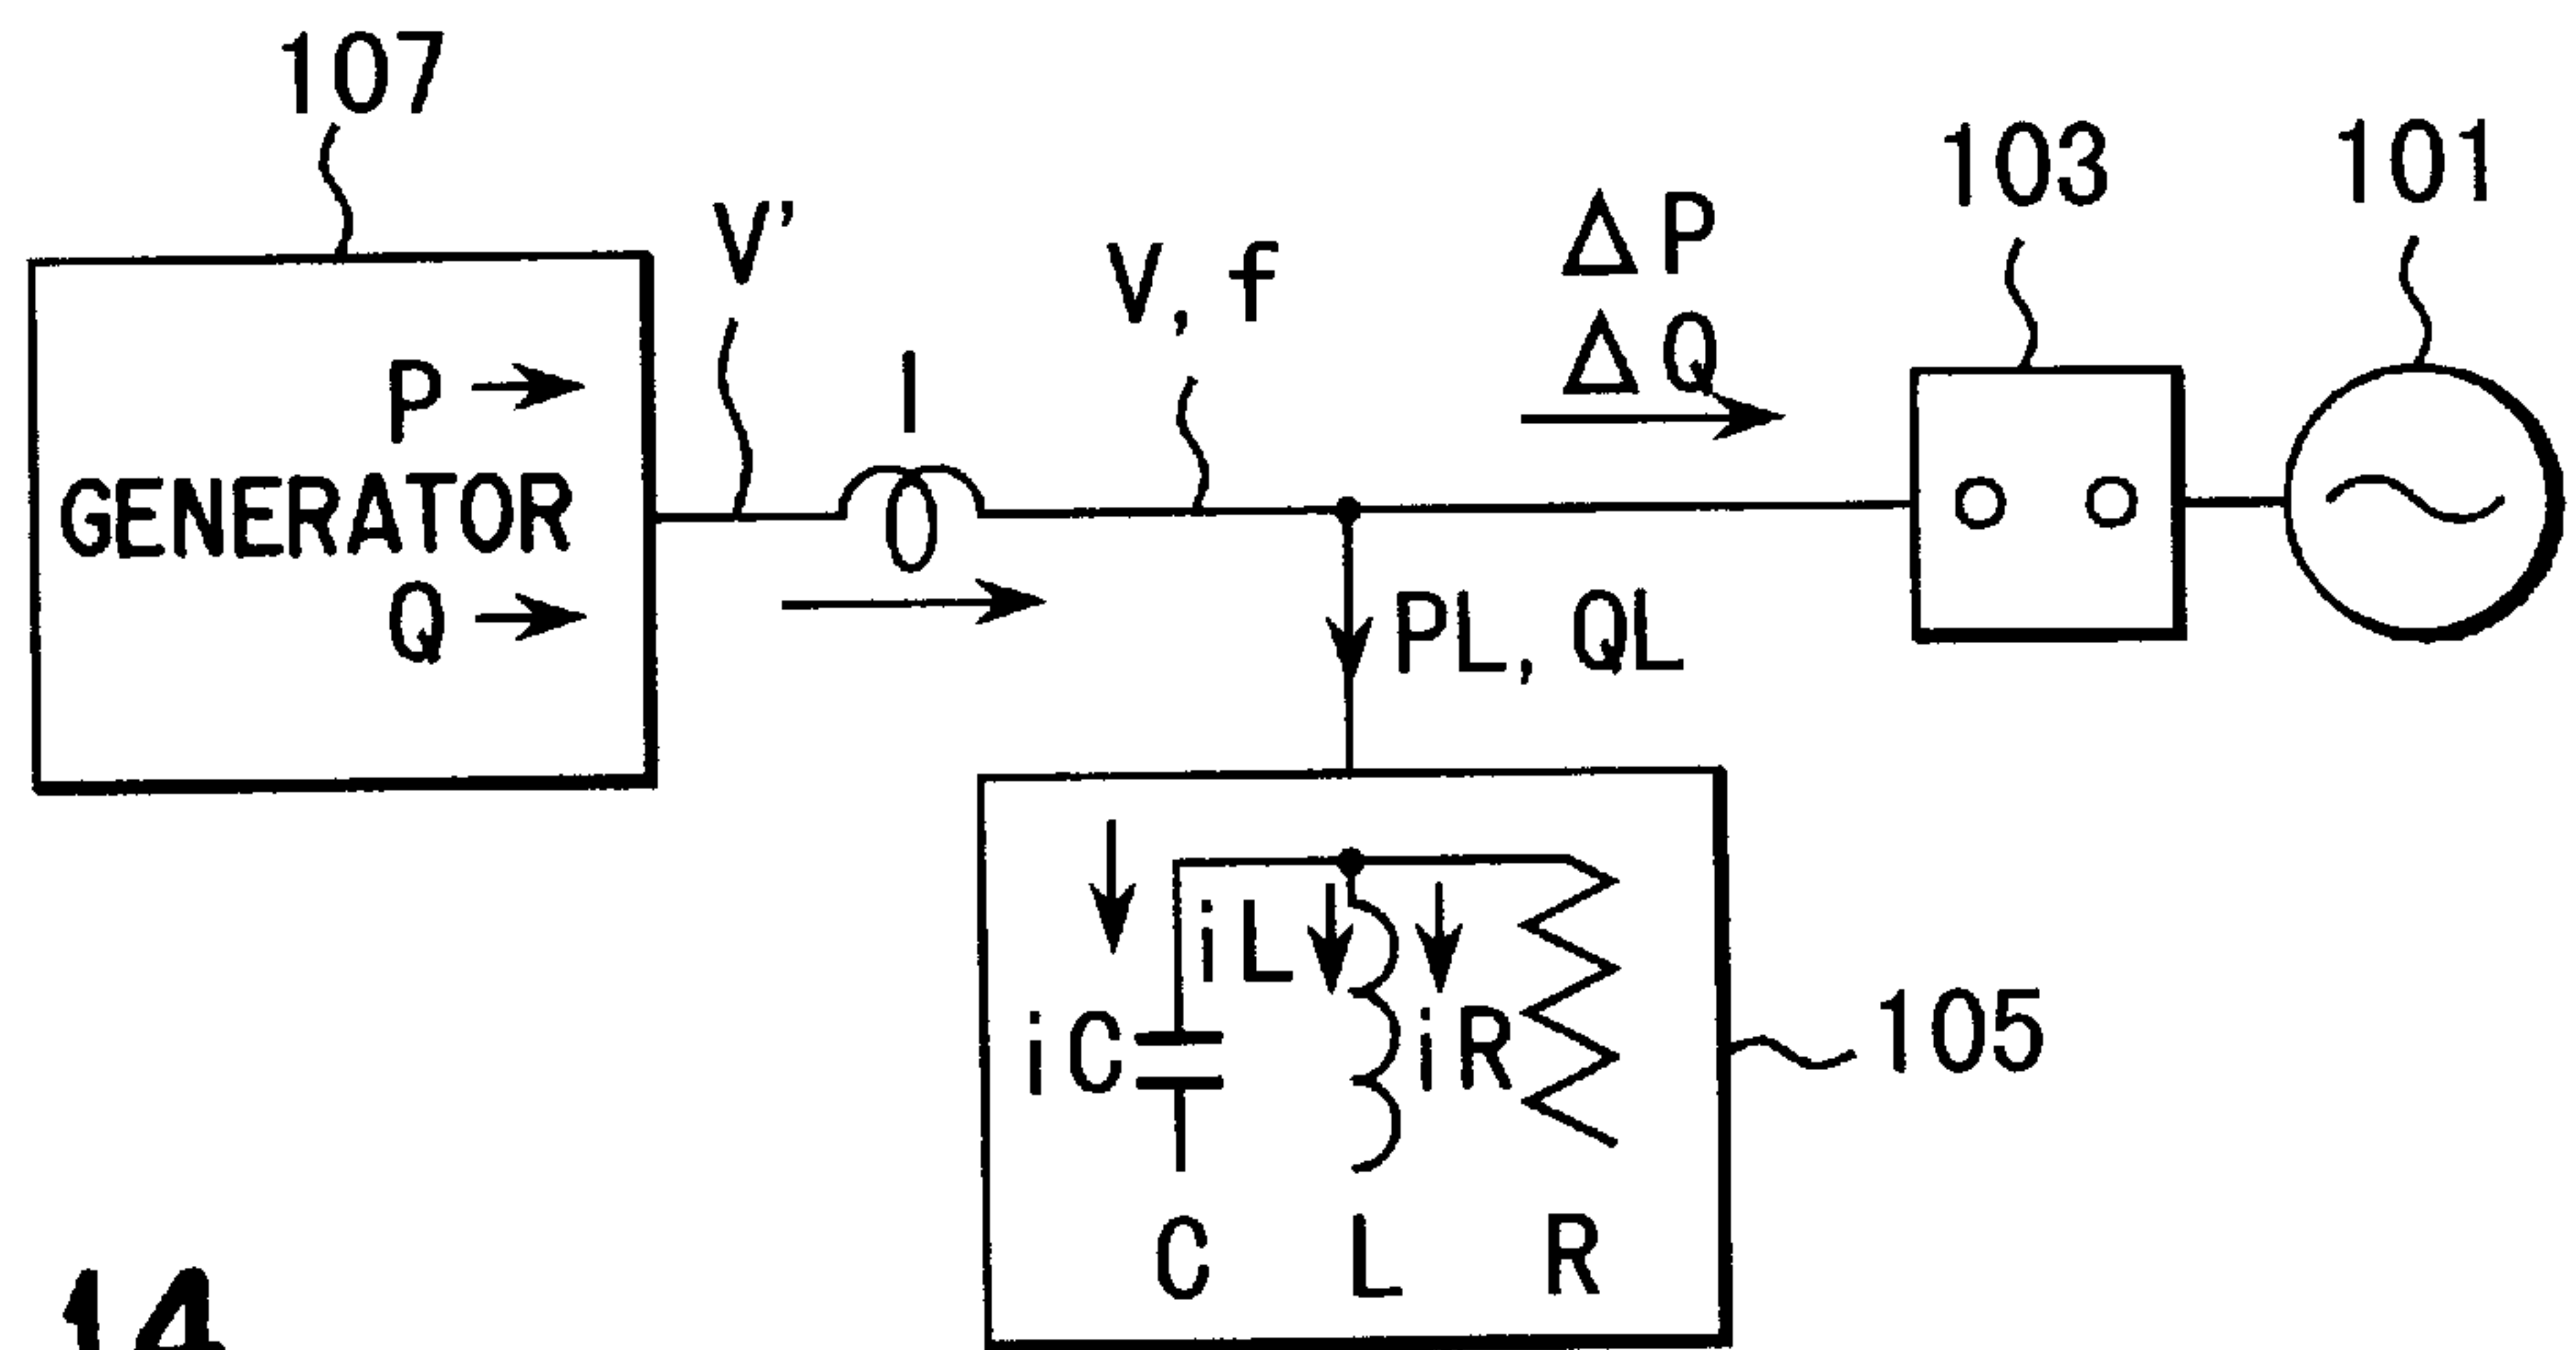 107
103
101
V'
V, f
ΔP
ΔQ
I
P
GENERATOR
Q
PL, QL
iL
iC
iR
105
C L R
14